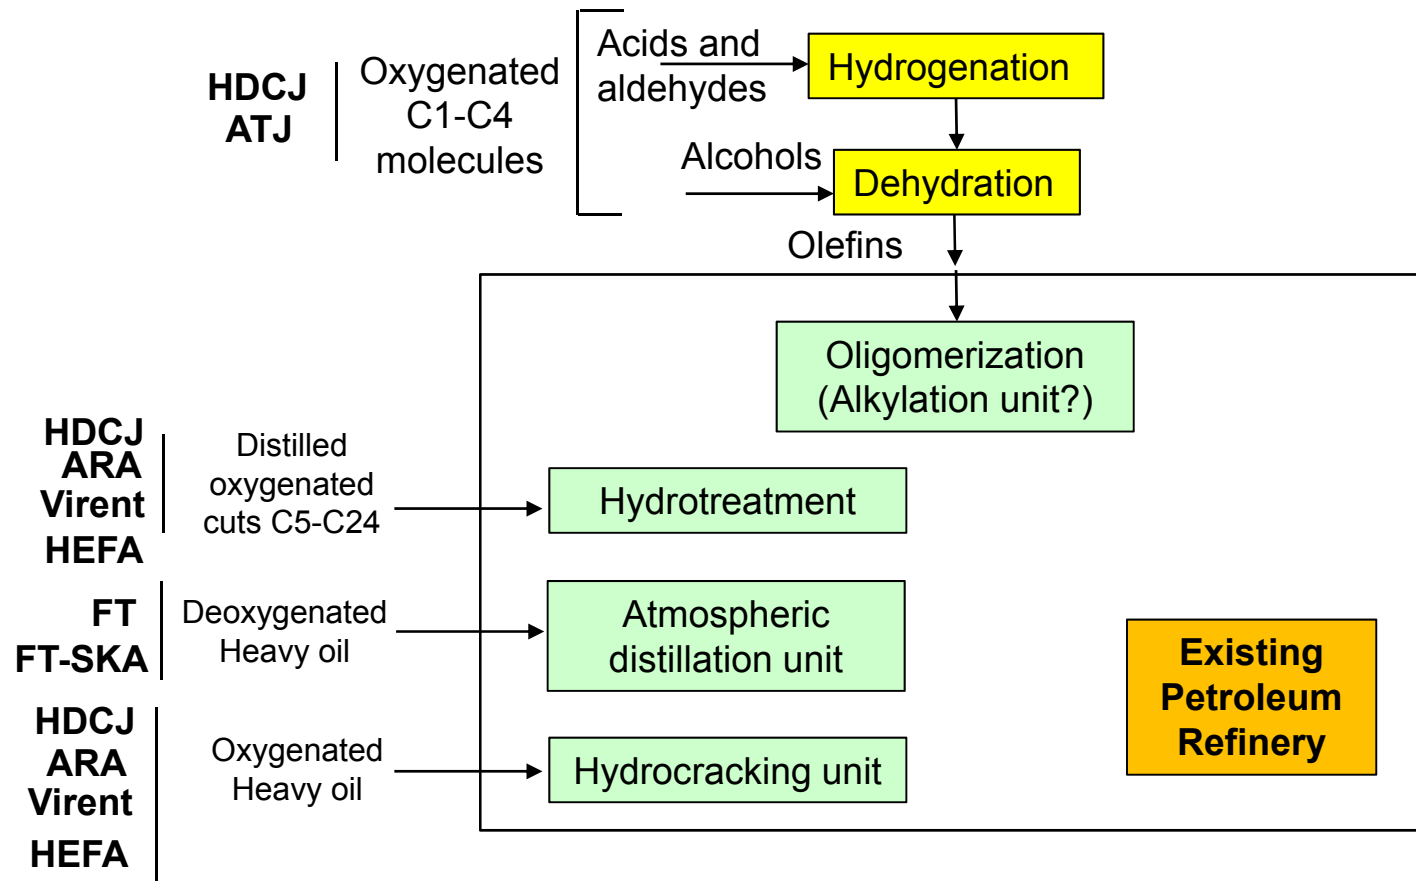 HDCJ
ATJ
Oxygenated
C1-C4
molecules
Acids and
aldehydes
Hydrogenation
Alcohols
Dehydration
Olefins
Oligomerization
(Alkylation unit?)
HDCJ
ARA
Virent
HEFA
Distilled
oxygenated
cuts C5-C24
Hydrotreatment
FT
FT-SKA
Deoxygenated
Heavy oil
Atmospheric
distillation unit
Existing
Petroleum
Refinery
HDCJ
ARA
Virent
HEFA
Oxygenated
Heavy oil
Hydrocracking unit